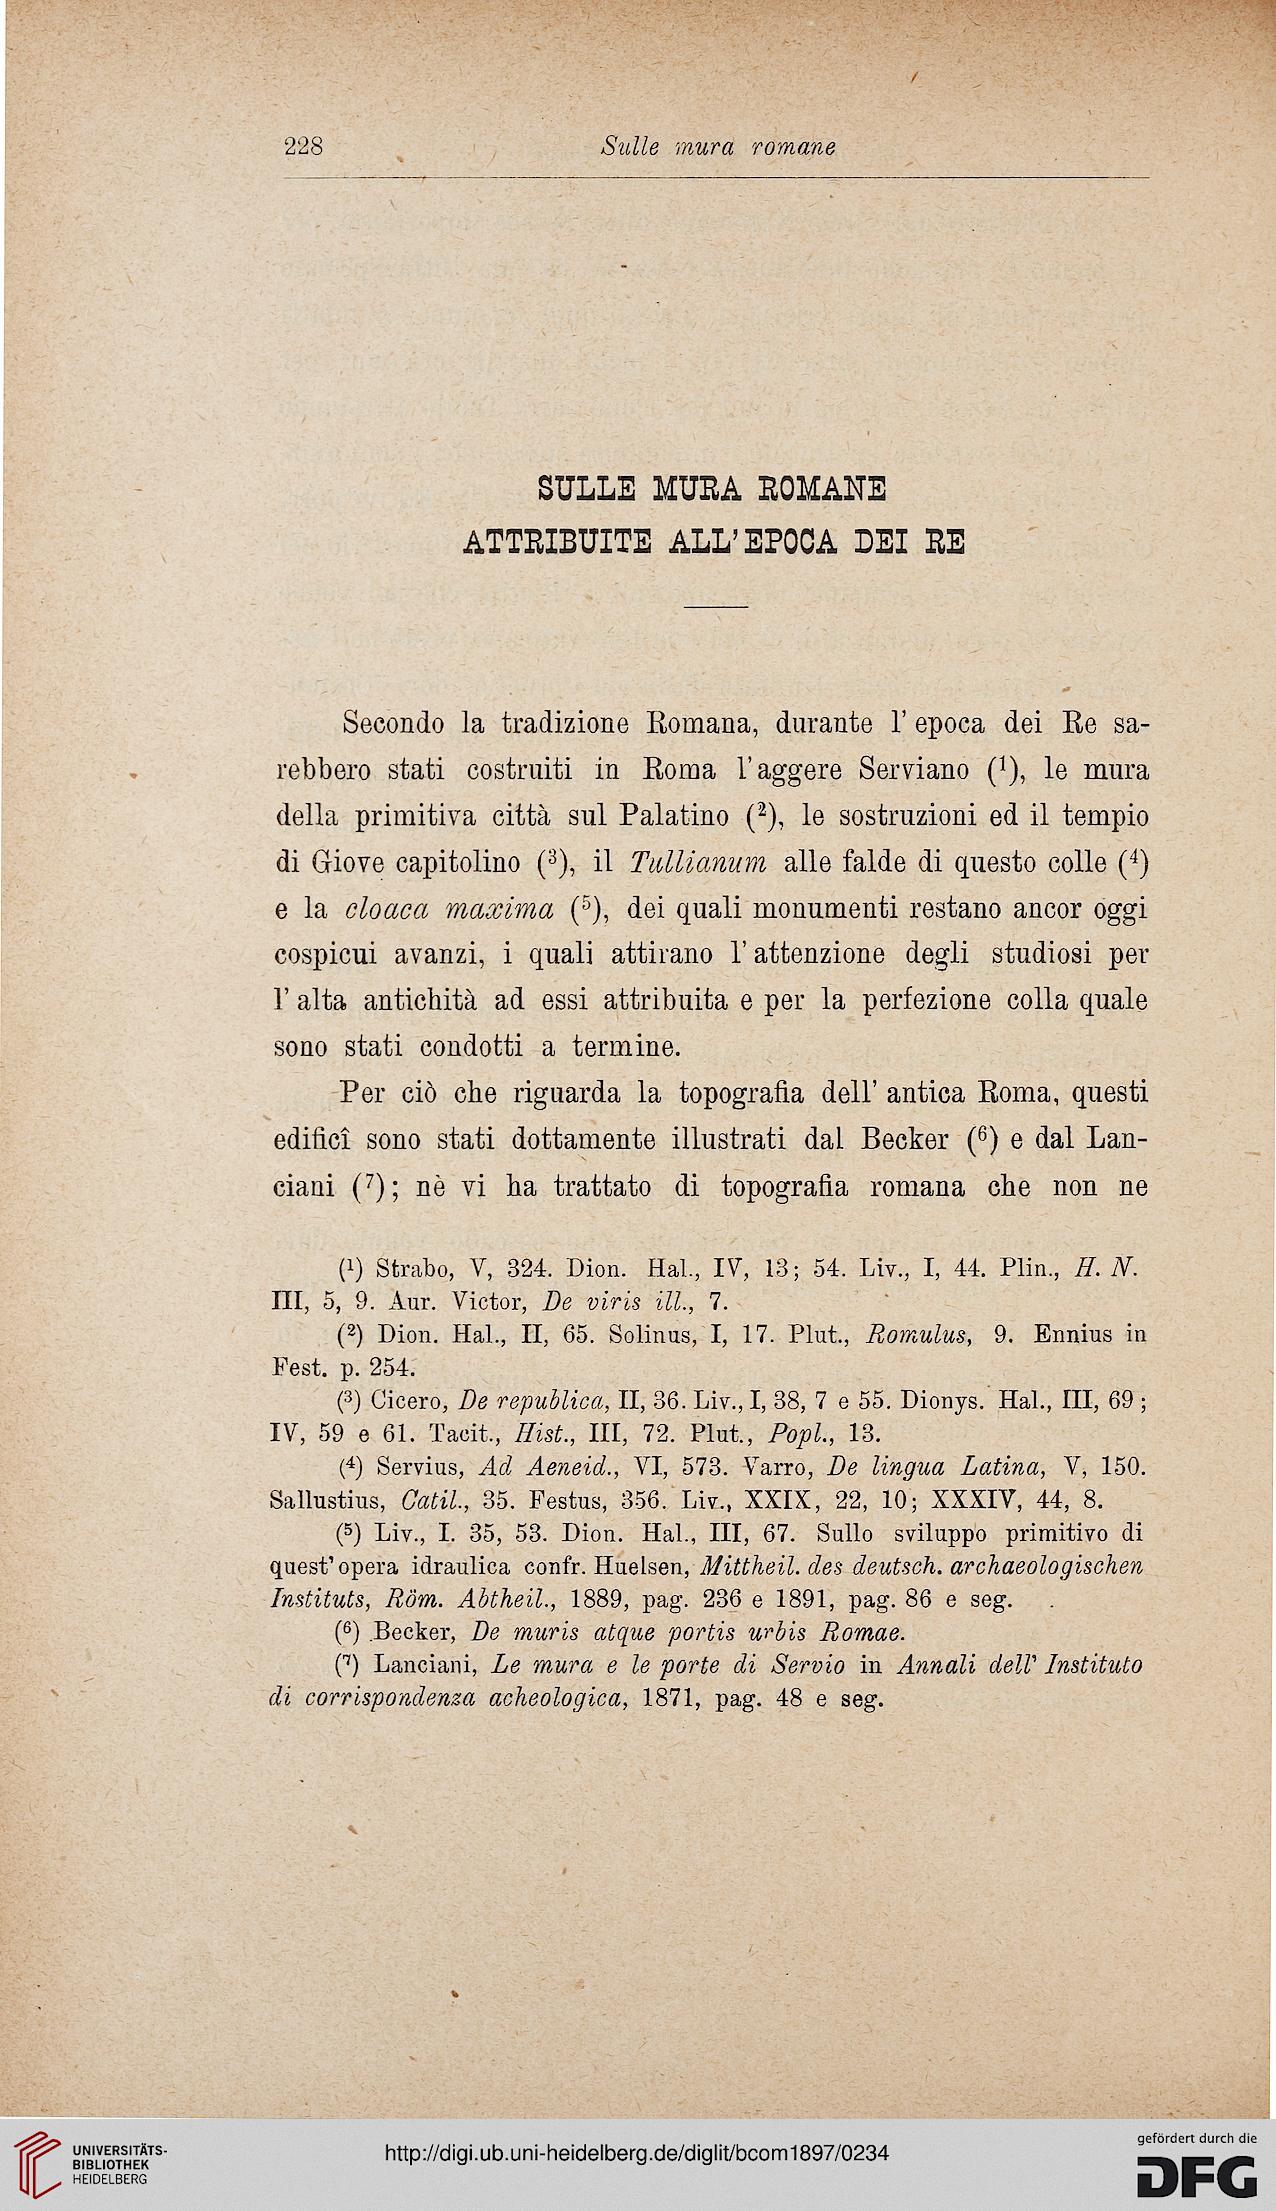 228 Sulle mura romane
SULLE MURA ROMANE
ATTRIBUITE ALL'EPOCA DEI RE
Secondo la tradizione Romana, durante l'epoca dei Re sa-
rebbero stati costruiti in Roma l'aggere Serviano (¹), le mura
della primitiva città sul Palatino (²), le sostruzioni ed il tempio
di Giove capitolino (³), il Tullianum alle falde di questo colle (⁴)
e la cloaca maxima (⁵), dei quali monumenti restano ancor oggi
cospicui avanzi, i quali attirano l'attenzione degli studiosi per
l'alta antichità ad essi attribuita e per la perfezione colla quale
sono stati condotti a termine.
Per ciò che riguarda la topografia dell'antica Roma, questi
edificî sono stati dottamente illustrati dal Becker (⁶) e dal Lan-
ciani (⁷); nè vi ha trattato di topografia romana che non ne
(¹) Strabo, V, 324. Dion. Hal., IV, 13; 54. Liv., I, 44. Plin., H. N.
III, 5, 9. Aur. Victor, De viris ill., 7.
(²) Dion. Hal., II, 65. Solinus, I, 17. Plut., Romulus, 9. Ennius in
Fest. p. 254.
(³) Cicero, De republica, II, 36. Liv., I, 38, 7 e 55. Dionys. Hal., III, 69;
IV, 59 e 61. Tacit., Hist., III, 72. Plut., Popl., 13.
(⁴) Servius, Ad Aeneid., VI, 573. Varro, De lingua Latina, V, 150.
Sallustius, Catil., 35. Festus, 356. Liv., XXIX, 22, 10; XXXIV, 44, 8.
(⁵) Liv., I. 35, 53. Dion. Hal., III, 67. Sullo sviluppo primitivo di
quest'opera idraulica confr. Huelsen, Mittheil. des deutsch. archaeologischen
Instituts, Röm. Abtheil., 1889, pag. 236 e 1891, pag. 86 e seg.
(⁶) Becker, De muris atque portis urbis Romae.
(⁷) Lanciani, Le mura e le porte di Servio in Annali dell'Instituto
di corrispondenza acheologica, 1871, pag. 48 e seg.
UNIVERSITÄTS-
BIBLIOTHEK
HEIDELBERG
http://digi.ub.uni-heidelberg.de/diglit/bcom1897/0234
gefördert durch die
DFG